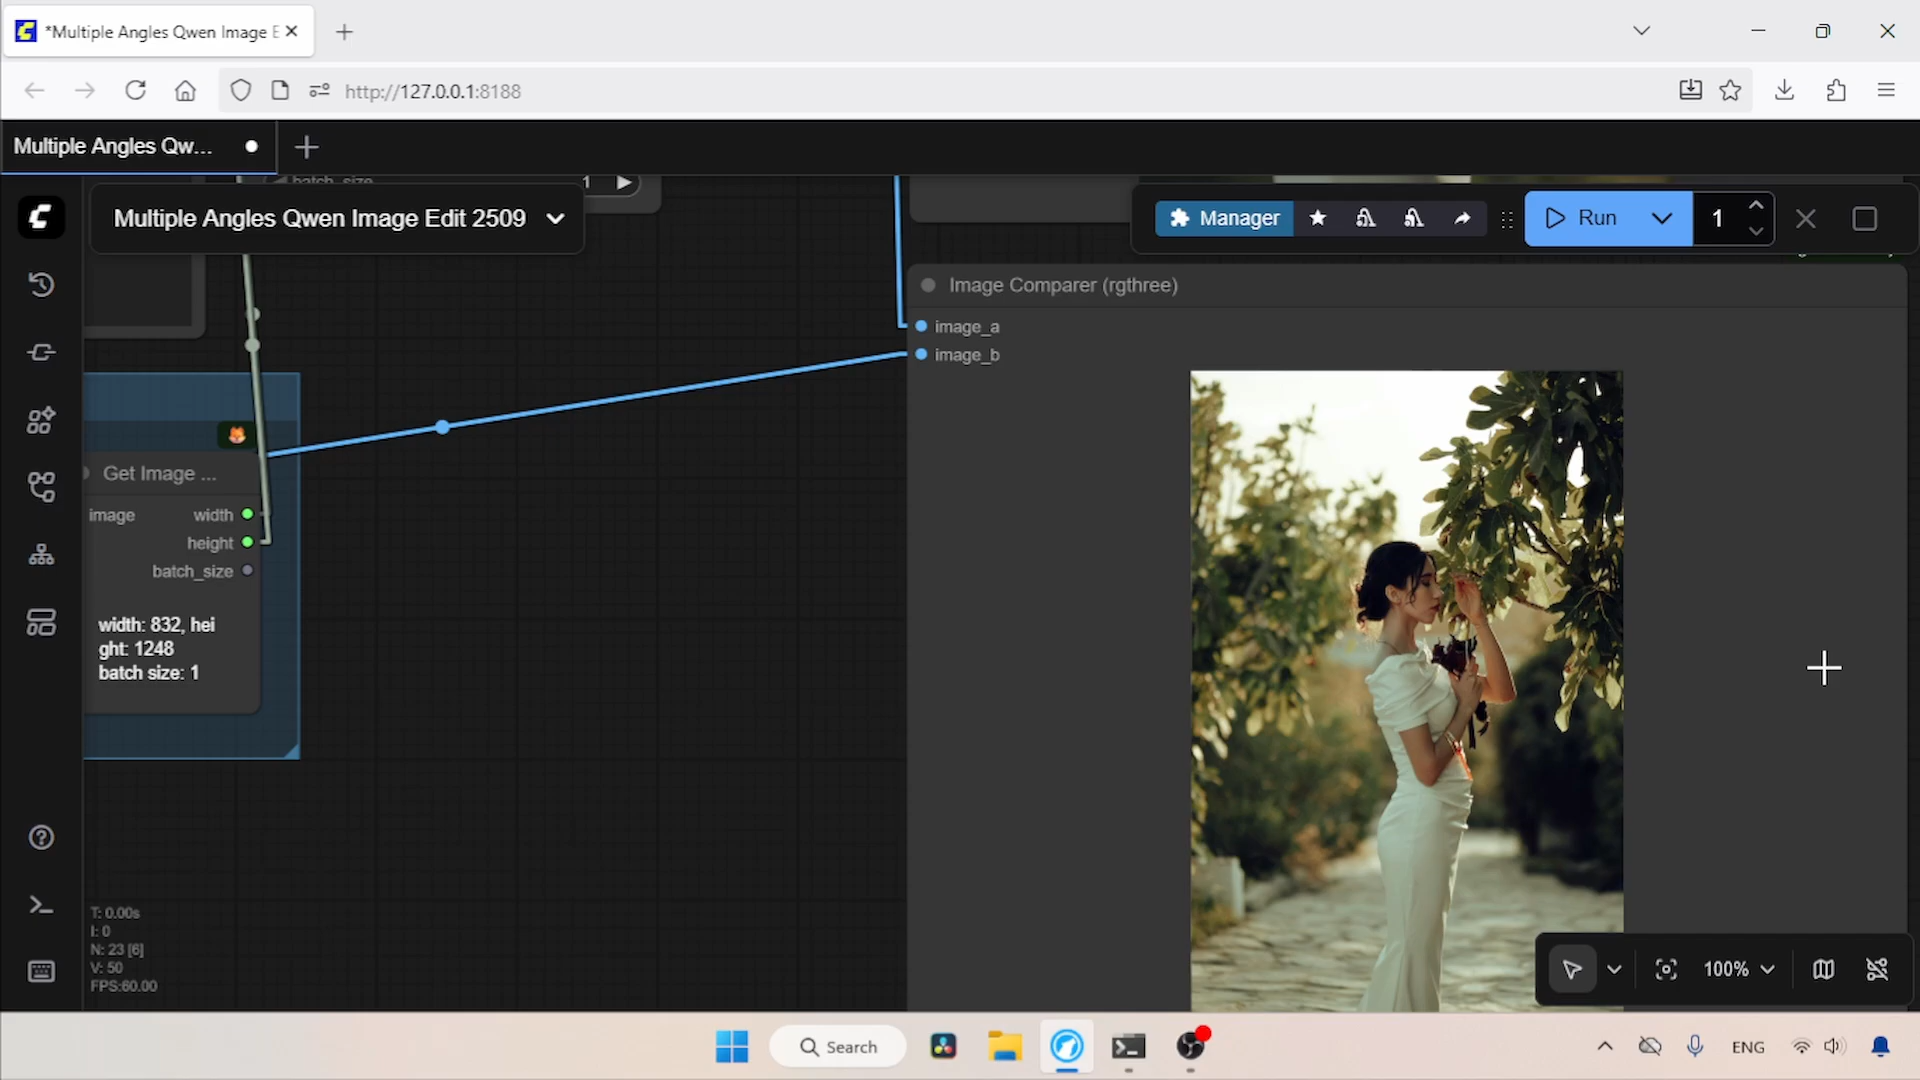 *Multiple Angles Qwen Image E
http://127.0.0.1:8188
Multiple Angles Qw...
batch_size
1
Multiple Angles Qwen Image Edit 2509
Manager
Run
1
Image Comparer (rgthree)
image_a
image_b
Get Image ...
image
width
height
batch_size
width: 832, hei
ght: 1248
batch size: 1
T: 0.00s
I: 0
N: 23 [6]
V: 50
FPS:60.00
100%
Search
ENG